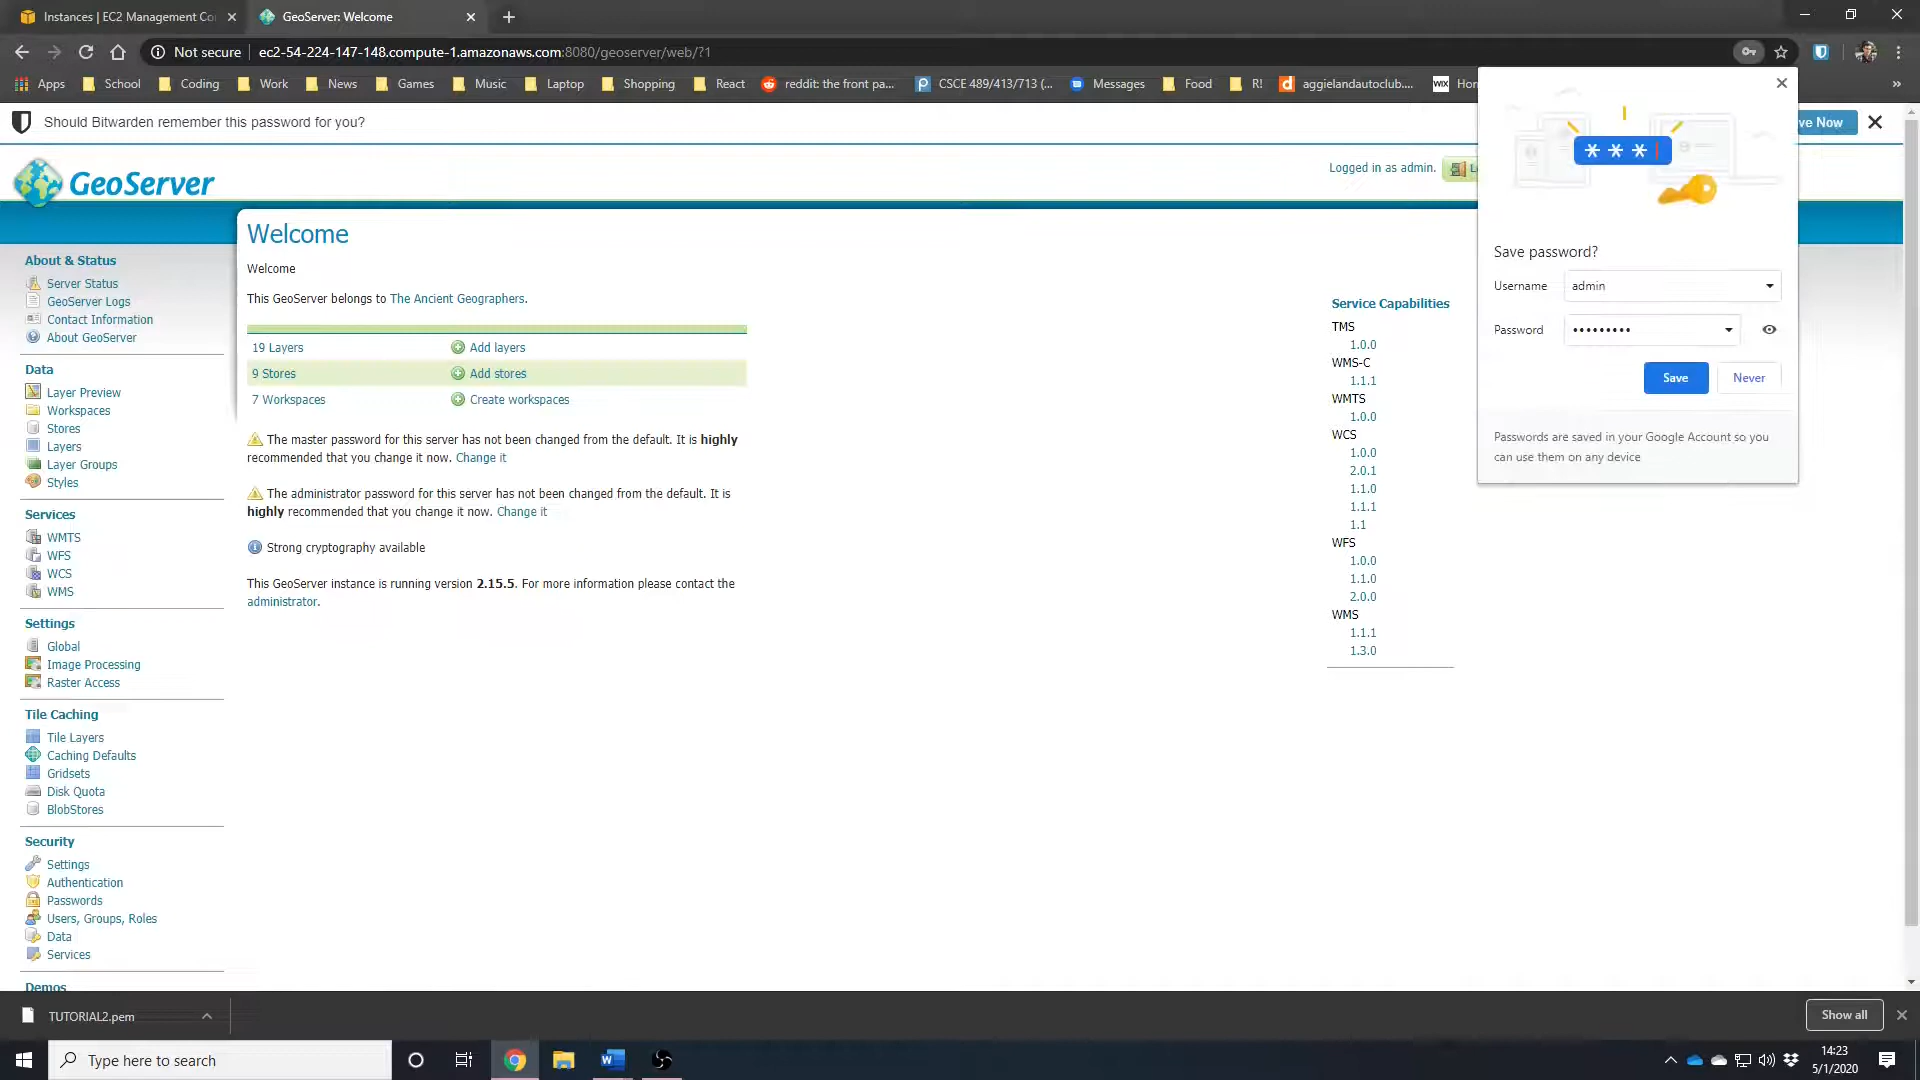 Instances | EC2 Management Co
GeoServer: Welcome
Not secure
ec2-54-224-147-148.compute-1.amazonaws.com:8080/geoserver/web/?1
Apps
School
Coding
Work
News
Games
Music
Laptop
Shopping
React
reddit: the front pa...
CSCE 489/413/713 (...
Messages
Food
R!
aggielandautoclub....
WIX
Hor
Should Bitwarden remember this password for you?
ve Now
GeoServer
Logged in as admin.
Welcome
Welcome
This GeoServer belongs to The Ancient Geographers.
19 Layers
Add layers
9 Stores
Add stores
7 Workspaces
Create workspaces
The master password for this server has not been changed from the default. It is highly
recommended that you change it now. Change it
The administrator password for this server has not been changed from the default. It is
highly recommended that you change it now. Change it
Strong cryptography available
This GeoServer instance is running version 2.15.5. For more information please contact the
administrator.
About & Status
Server Status
GeoServer Logs
Contact Information
About GeoServer
Data
Layer Preview
Workspaces
Stores
Layers
Layer Groups
Styles
Services
WMTS
WFS
WCS
WMS
Settings
Global
Image Processing
Raster Access
Tile Caching
Tile Layers
Caching Defaults
Gridsets
Disk Quota
BlobStores
Security
Settings
Authentication
Passwords
Users, Groups, Roles
Data
Services
Demos
Service Capabilities
TMS
1.0.0
WMS-C
1.1.1
WMTS
1.0.0
WCS
1.0.0
2.0.1
1.1.0
1.1.1
1.1
WFS
1.0.0
1.1.0
2.0.0
WMS
1.1.1
1.3.0
* * * |
Save password?
Username
admin
Password
•••••••••
Save
Never
Passwords are saved in your Google Account so you
can use them on any device
TUTORIAL2.pem
Show all
Type here to search
14:23
5/1/2020